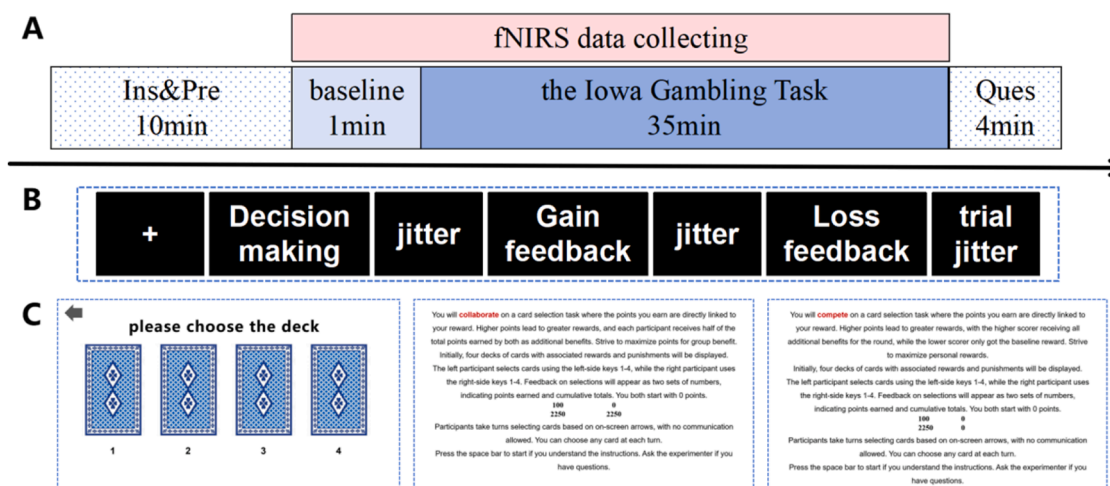 A
fNIRS data collecting
Ins&Pre
10min
baseline
1min
the Iowa Gambling Task
35min
Ques
4min
B
+
Decision
making
jitter
Gain
feedback
jitter
Loss
feedback
trial
jitter
C
please choose the deck
1 2 3 4
You will collaborate on a card selection task where the points you earn are directly linked to
your reward. Higher points lead to greater rewards, and each participant receives half of the
total points earned by both as additional benefits. Strive to maximize points for group benefit.
Initially, four decks of cards with associated rewards and punishments will be displayed.
The left participant selects cards using the left-side keys 1-4, while the right participant uses
the right-side keys 1-4. Feedback on selections will appear as two sets of numbers,
indicating points earned and cumulative totals. You both start with 0 points.
100 0
2250 2250
Participants take turns selecting cards based on on-screen arrows, with no communication
allowed. You can choose any card at each turn.
Press the space bar to start if you understand the instructions. Ask the experimenter if you
have questions.
You will compete on a card selection task where the points you earn are directly linked to
your reward. Higher points lead to greater rewards, with the higher scorer receiving all
additional benefits for the round, while the lower scorer only got the baseline reward. Strive
to maximize personal rewards.
Initially, four decks of cards with associated rewards and punishments will be displayed.
The left participant selects cards using the left-side keys 1-4, while the right participant uses
the right-side keys 1-4. Feedback on selections will appear as two sets of numbers,
indicating points earned and cumulative totals. You both start with 0 points.
100 0
2250 0
Participants take turns selecting cards based on on-screen arrows, with no communication
allowed. You can choose any card at each turn.
Press the space bar to start if you understand the instructions. Ask the experimenter if you
have questions.